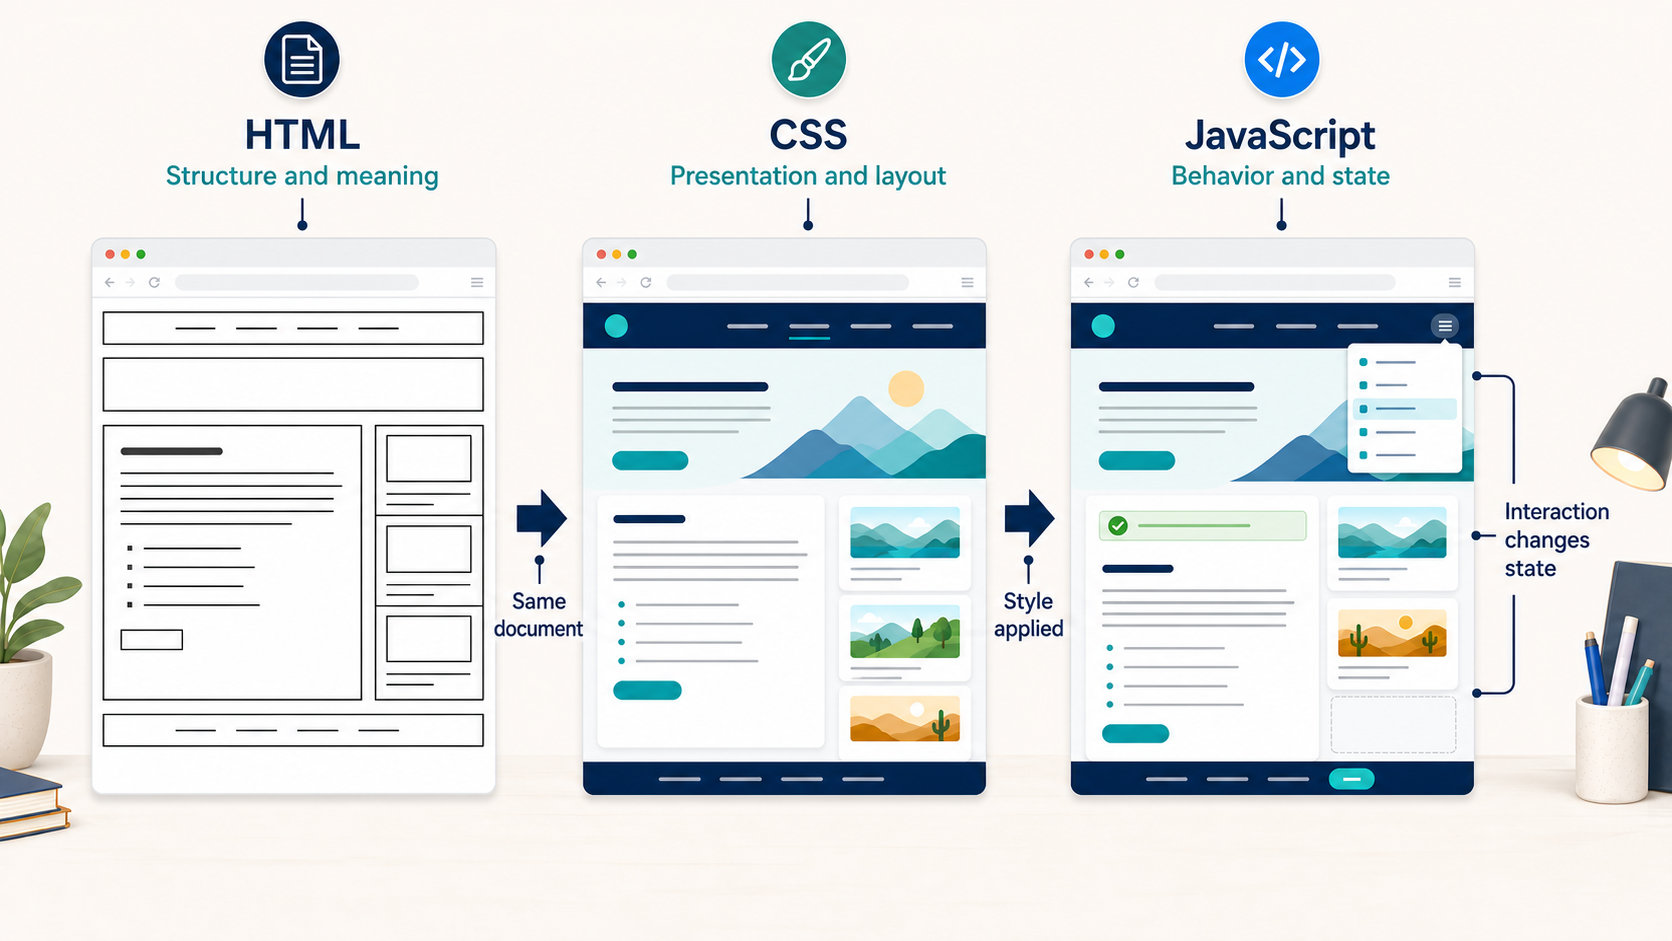 HTML
Structure and meaning
CSS
Presentation and layout
JavaScript
Behavior and state
Same
document
Style
applied
Interaction
changes
state